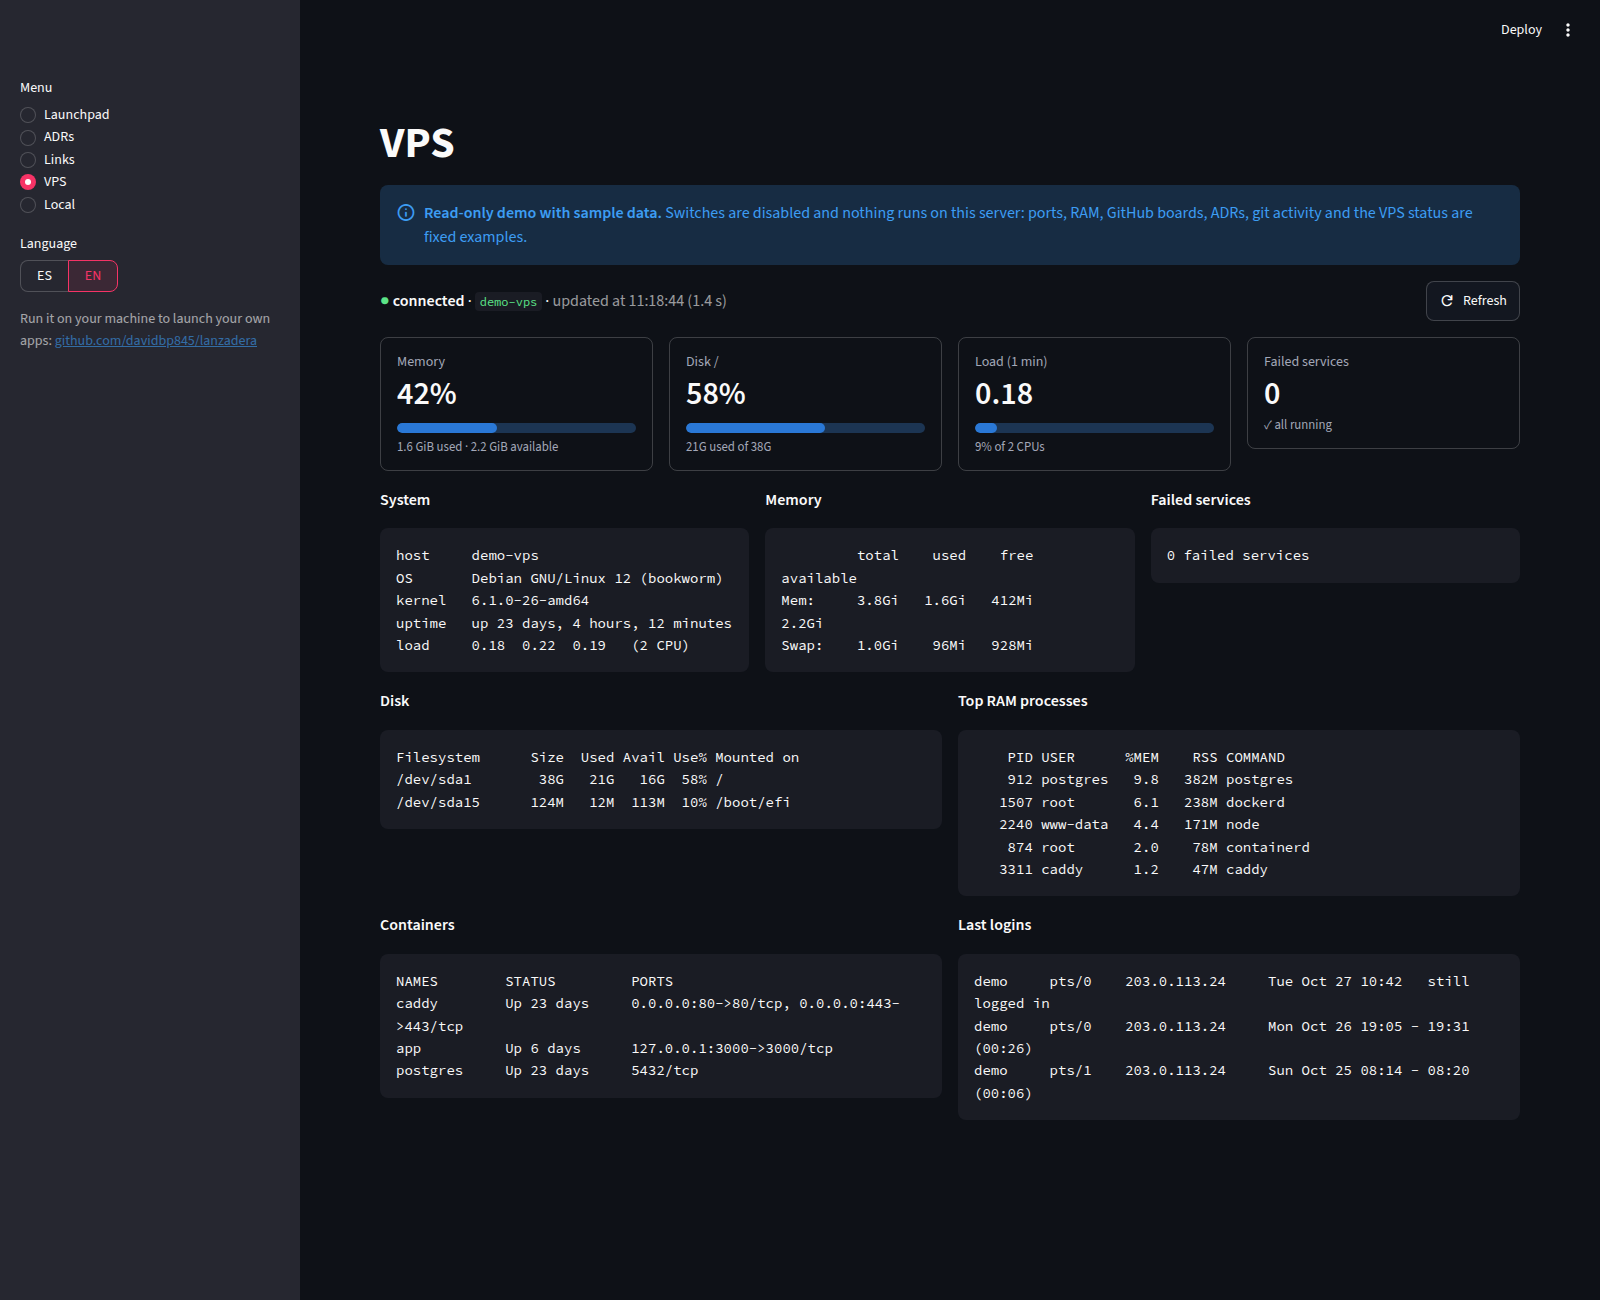 Deploy
Menu
Launchpad
ADRs
Links
VPS
Local
Language
ES EN
Run it on your machine to launch your own
apps: github.com/davidbp845/lanzadera
VPS
Read-only demo with sample data. Switches are disabled and nothing runs on this server: ports, RAM, GitHub boards, ADRs, git activity and the VPS status are
fixed examples.
connected · demo-vps · updated at 11:18:44 (1.4 s)
Refresh
Memory
42%
1.6 GiB used · 2.2 GiB available
Disk /
58%
21G used of 38G
Load (1 min)
0.18
9% of 2 CPUs
Failed services
0
✓ all running
System
host     demo-vps
OS       Debian GNU/Linux 12 (bookworm)
kernel   6.1.0-26-amd64
uptime   up 23 days, 4 hours, 12 minutes
load     0.18  0.22  0.19   (2 CPU)
Memory
total    used    free
available
Mem:     3.8Gi   1.6Gi   412Mi
2.2Gi
Swap:    1.0Gi    96Mi   928Mi
Failed services
0 failed services
Disk
Filesystem      Size  Used Avail Use% Mounted on
/dev/sda1        38G   21G   16G  58% /
/dev/sda15      124M   12M  113M  10% /boot/efi
Top RAM processes
PID USER      %MEM    RSS COMMAND
912 postgres   9.8   382M postgres
1507 root       6.1   238M dockerd
2240 www-data   4.4   171M node
874 root       2.0    78M containerd
3311 caddy      1.2    47M caddy
Containers
NAMES        STATUS         PORTS
caddy        Up 23 days     0.0.0.0:80->80/tcp, 0.0.0.0:443-
>443/tcp
app          Up 6 days      127.0.0.1:3000->3000/tcp
postgres     Up 23 days     5432/tcp
Last logins
demo     pts/0    203.0.113.24     Tue Oct 27 10:42   still
logged in
demo     pts/0    203.0.113.24     Mon Oct 26 19:05 - 19:31
(00:26)
demo     pts/1    203.0.113.24     Sun Oct 25 08:14 - 08:20
(00:06)